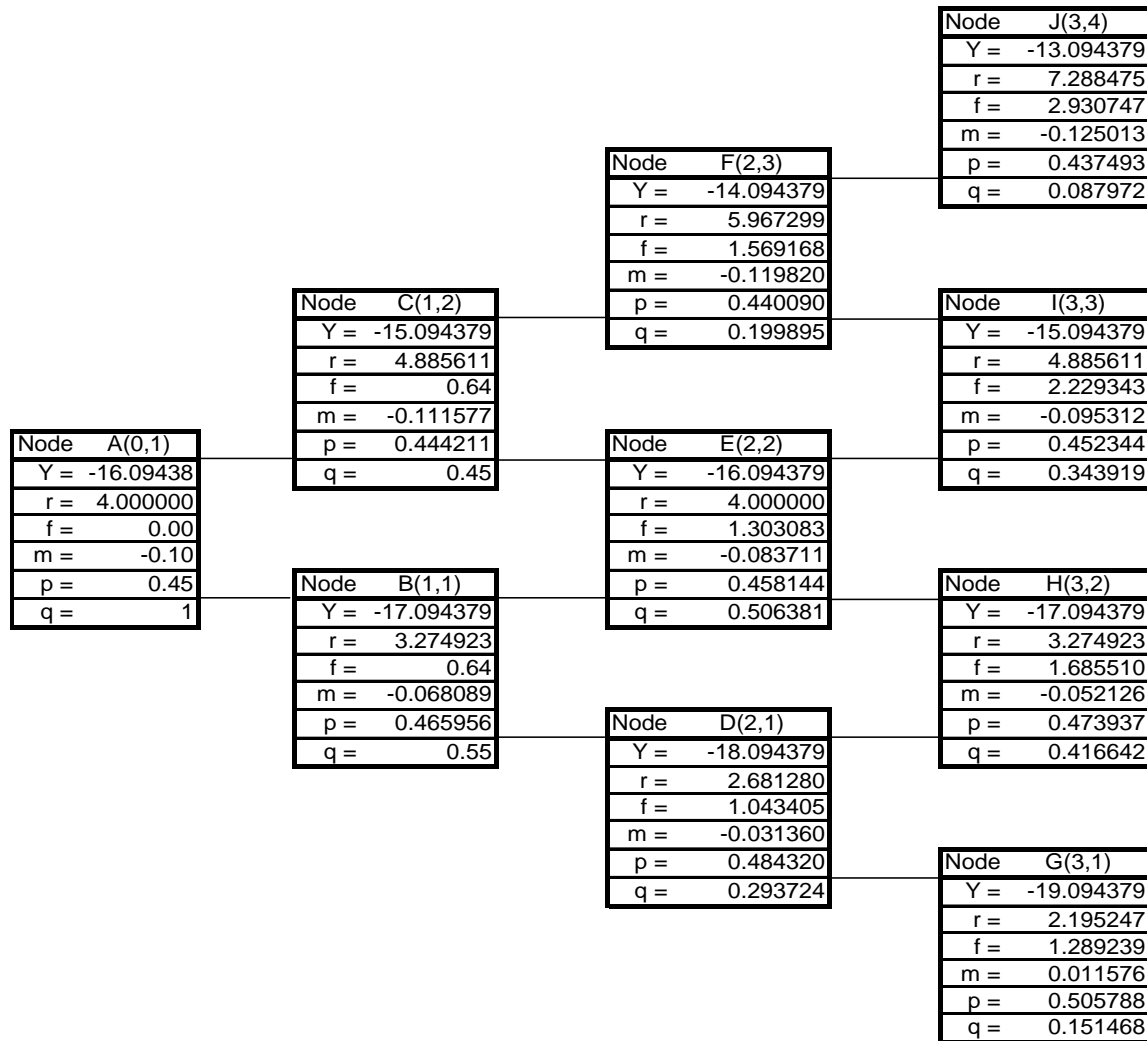 Node A(0,1)
Y = -16.09438
r = 4.000000
f = 0.00
m = -0.10
p = 0.45
q = 1
Node C(1,2)
Y = -15.094379
r = 4.885611
f = 0.64
m = -0.111577
p = 0.444211
q = 0.45
Node B(1,1)
Y = -17.094379
r = 3.274923
f = 0.64
m = -0.068089
p = 0.465956
q = 0.55
Node F(2,3)
Y = -14.094379
r = 5.967299
f = 1.569168
m = -0.119820
p = 0.440090
q = 0.199895
Node E(2,2)
Y = -16.094379
r = 4.000000
f = 1.303083
m = -0.083711
p = 0.458144
q = 0.506381
Node D(2,1)
Y = -18.094379
r = 2.681280
f = 1.043405
m = -0.031360
p = 0.484320
q = 0.293724
Node J(3,4)
Y = -13.094379
r = 7.288475
f = 2.930747
m = -0.125013
p = 0.437493
q = 0.087972
Node I(3,3)
Y = -15.094379
r = 4.885611
f = 2.229343
m = -0.095312
p = 0.452344
q = 0.343919
Node H(3,2)
Y = -17.094379
r = 3.274923
f = 1.685510
m = -0.052126
p = 0.473937
q = 0.416642
Node G(3,1)
Y = -19.094379
r = 2.195247
f = 1.289239
m = 0.011576
p = 0.505788
q = 0.151468